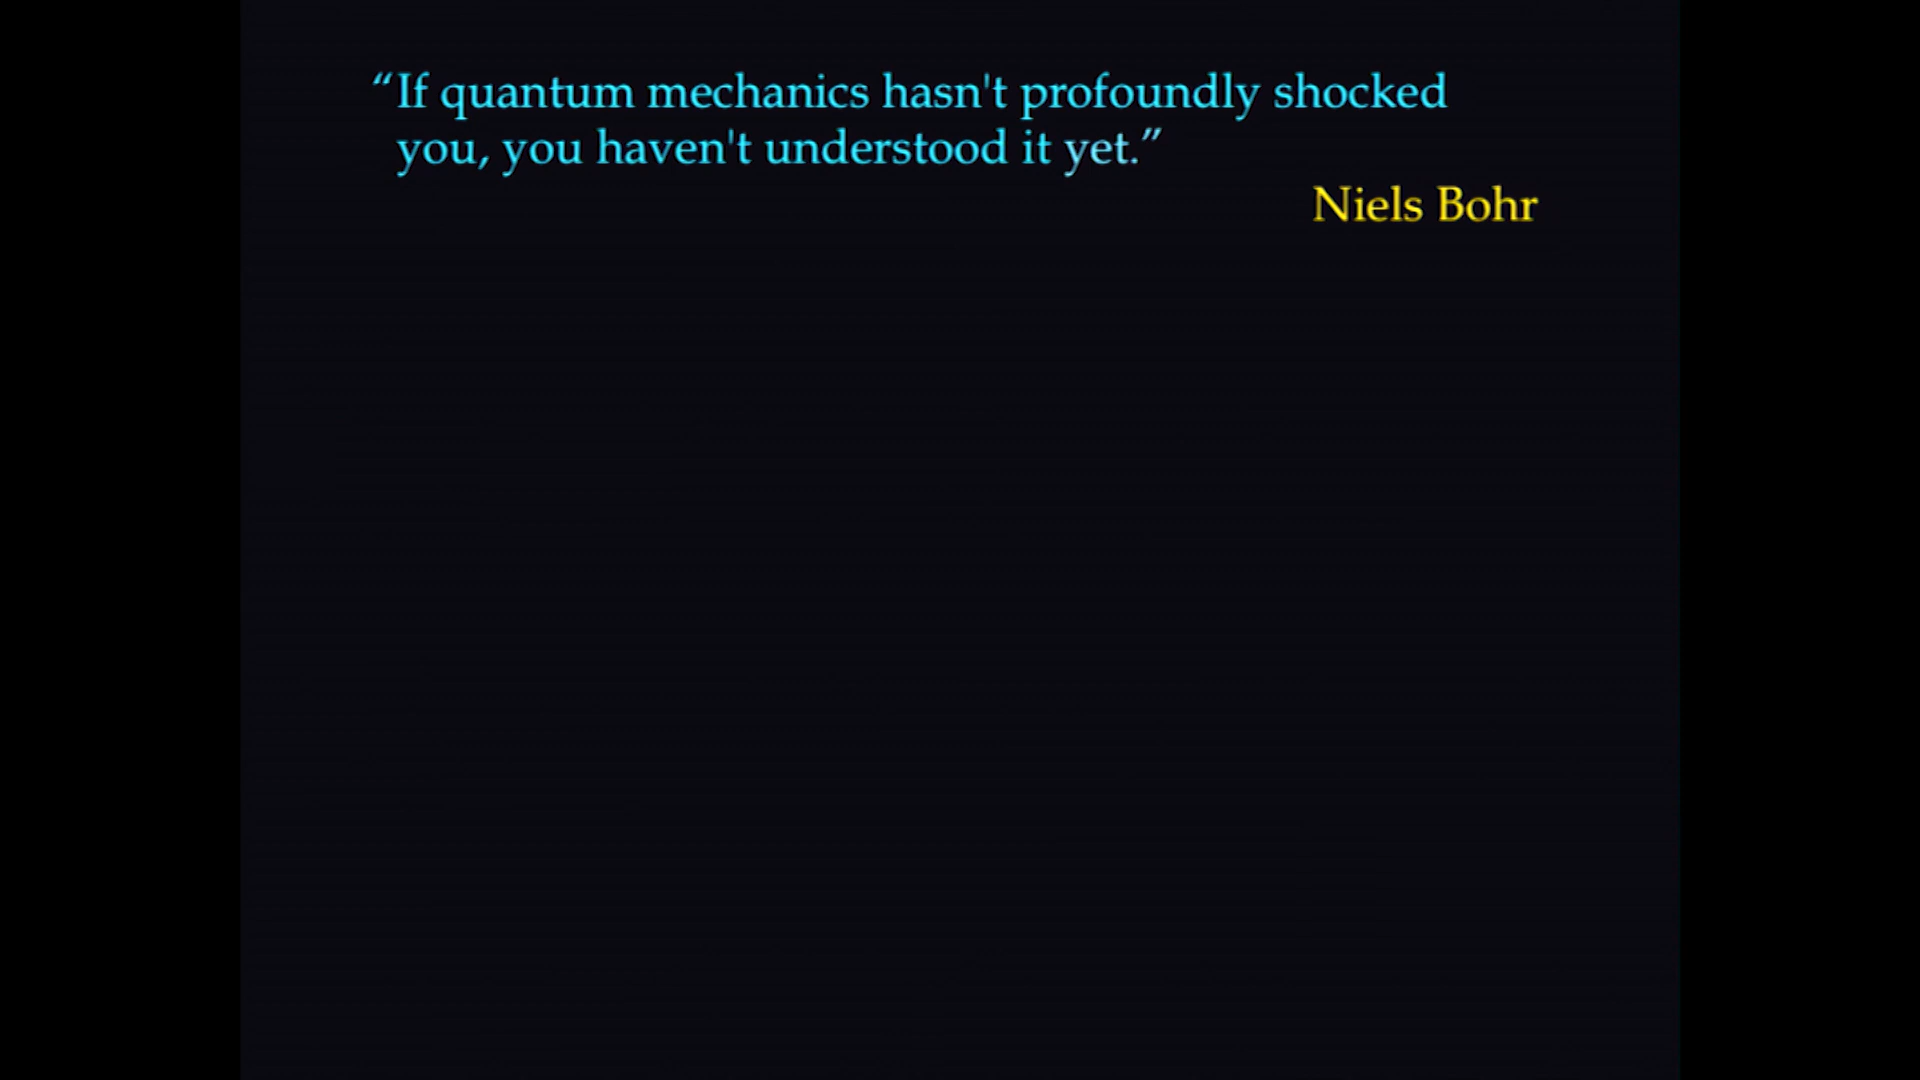 “If quantum mechanics hasn't profoundly shocked
you, you haven't understood it yet.”
Niels Bohr